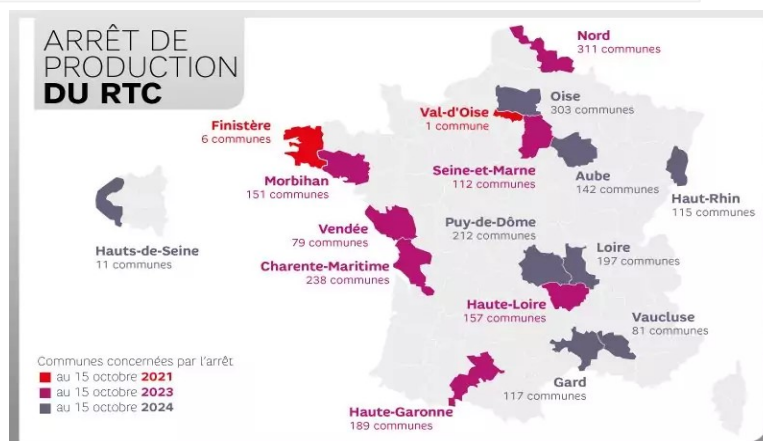 ARRÊT DE
PRODUCTION
DU RTC
Nord
311 communes
Oise
303 communes
Val-d'Oise
1 commune
Finistère
6 communes
Seine-et-Marne
112 communes
Aube
142 communes
Morbihan
151 communes
Haut-Rhin
115 communes
Vendée
79 communes
Puy-de-Dôme
212 communes
Hauts-de-Seine
11 communes
Loire
197 communes
Charente-Maritime
238 communes
Haute-Loire
157 communes
Vaucluse
81 communes
Gard
117 communes
Haute-Garonne
189 communes
Communes concernées par l'arrêt
au 15 octobre 2021
au 15 octobre 2023
au 15 octobre 2024